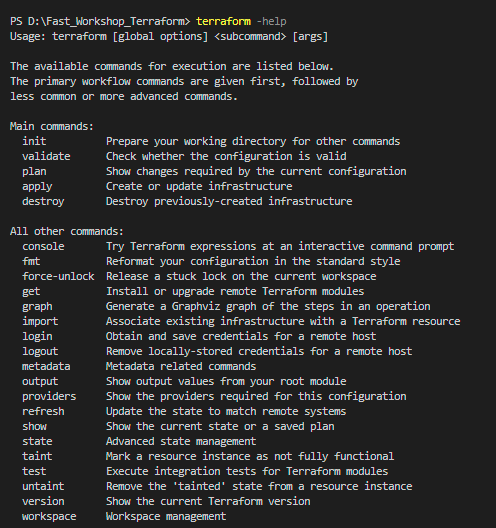 PS D:\Fast_Workshop_Terraform> terraform -help
Usage: terraform [global options] <subcommand> [args]

The available commands for execution are listed below.
The primary workflow commands are given first, followed by
less common or more advanced commands.

Main commands:
  init          Prepare your working directory for other commands
  validate      Check whether the configuration is valid
  plan          Show changes required by the current configuration
  apply         Create or update infrastructure
  destroy       Destroy previously-created infrastructure

All other commands:
  console       Try Terraform expressions at an interactive command prompt
  fmt           Reformat your configuration in the standard style
  force-unlock  Release a stuck lock on the current workspace
  get           Install or upgrade remote Terraform modules
  graph         Generate a Graphviz graph of the steps in an operation
  import        Associate existing infrastructure with a Terraform resource
  login         Obtain and save credentials for a remote host
  logout        Remove locally-stored credentials for a remote host
  metadata      Metadata related commands
  output        Show output values from your root module
  providers     Show the providers required for this configuration
  refresh       Update the state to match remote systems
  show          Show the current state or a saved plan
  state         Advanced state management
  taint         Mark a resource instance as not fully functional
  test          Execute integration tests for Terraform modules
  untaint       Remove the 'tainted' state from a resource instance
  version       Show the current Terraform version
  workspace     Workspace management